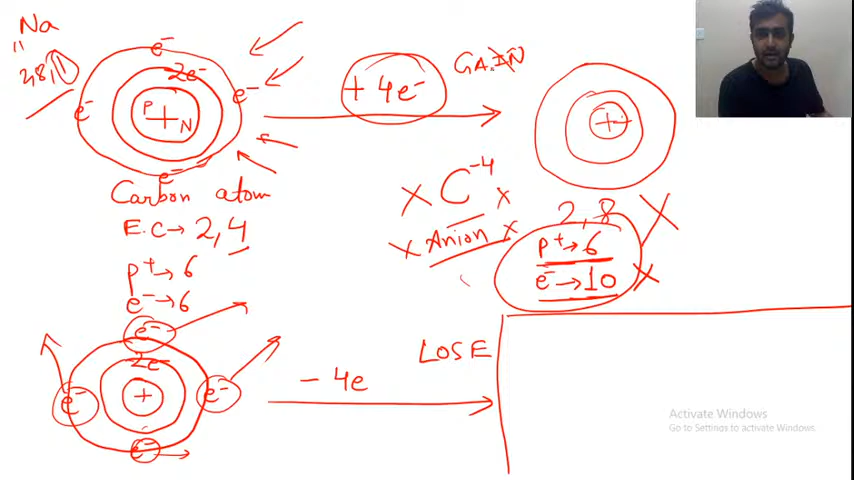 Na
"
2,8,1
e⁻
2e⁻
e⁻
e⁻
P
+
N
e⁻
+ 4e⁻
GAIN
+
Carbon atom
E.C → 2,4
p⁺ → 6
e⁻ → 6
x C⁻⁴ x
x Anion x
2,8 X
p⁺ → 6
e⁻ → 10 X
e⁻
2e⁻
e⁻
e⁻
+
e⁻
- 4e
LOSE
Activate Windows
Go to Settings to activate Windows.